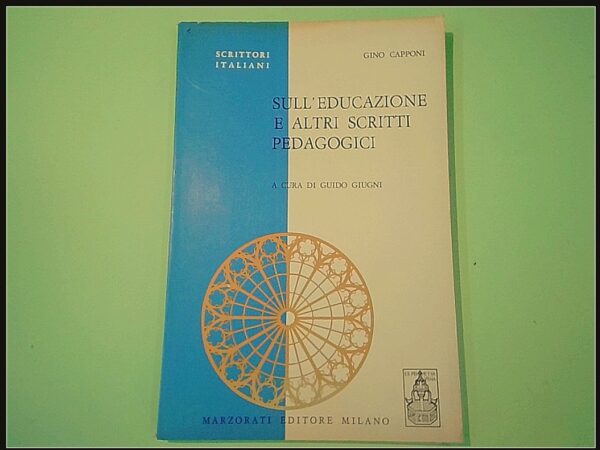 SCRITTORI
ITALIANI
GINO CAPPONI
SULL'EDUCAZIONE
E ALTRI SCRITTI
PEDAGOGICI
A CURA DI GUIDO GIUGNI
MARZORATI EDITORE MILANO